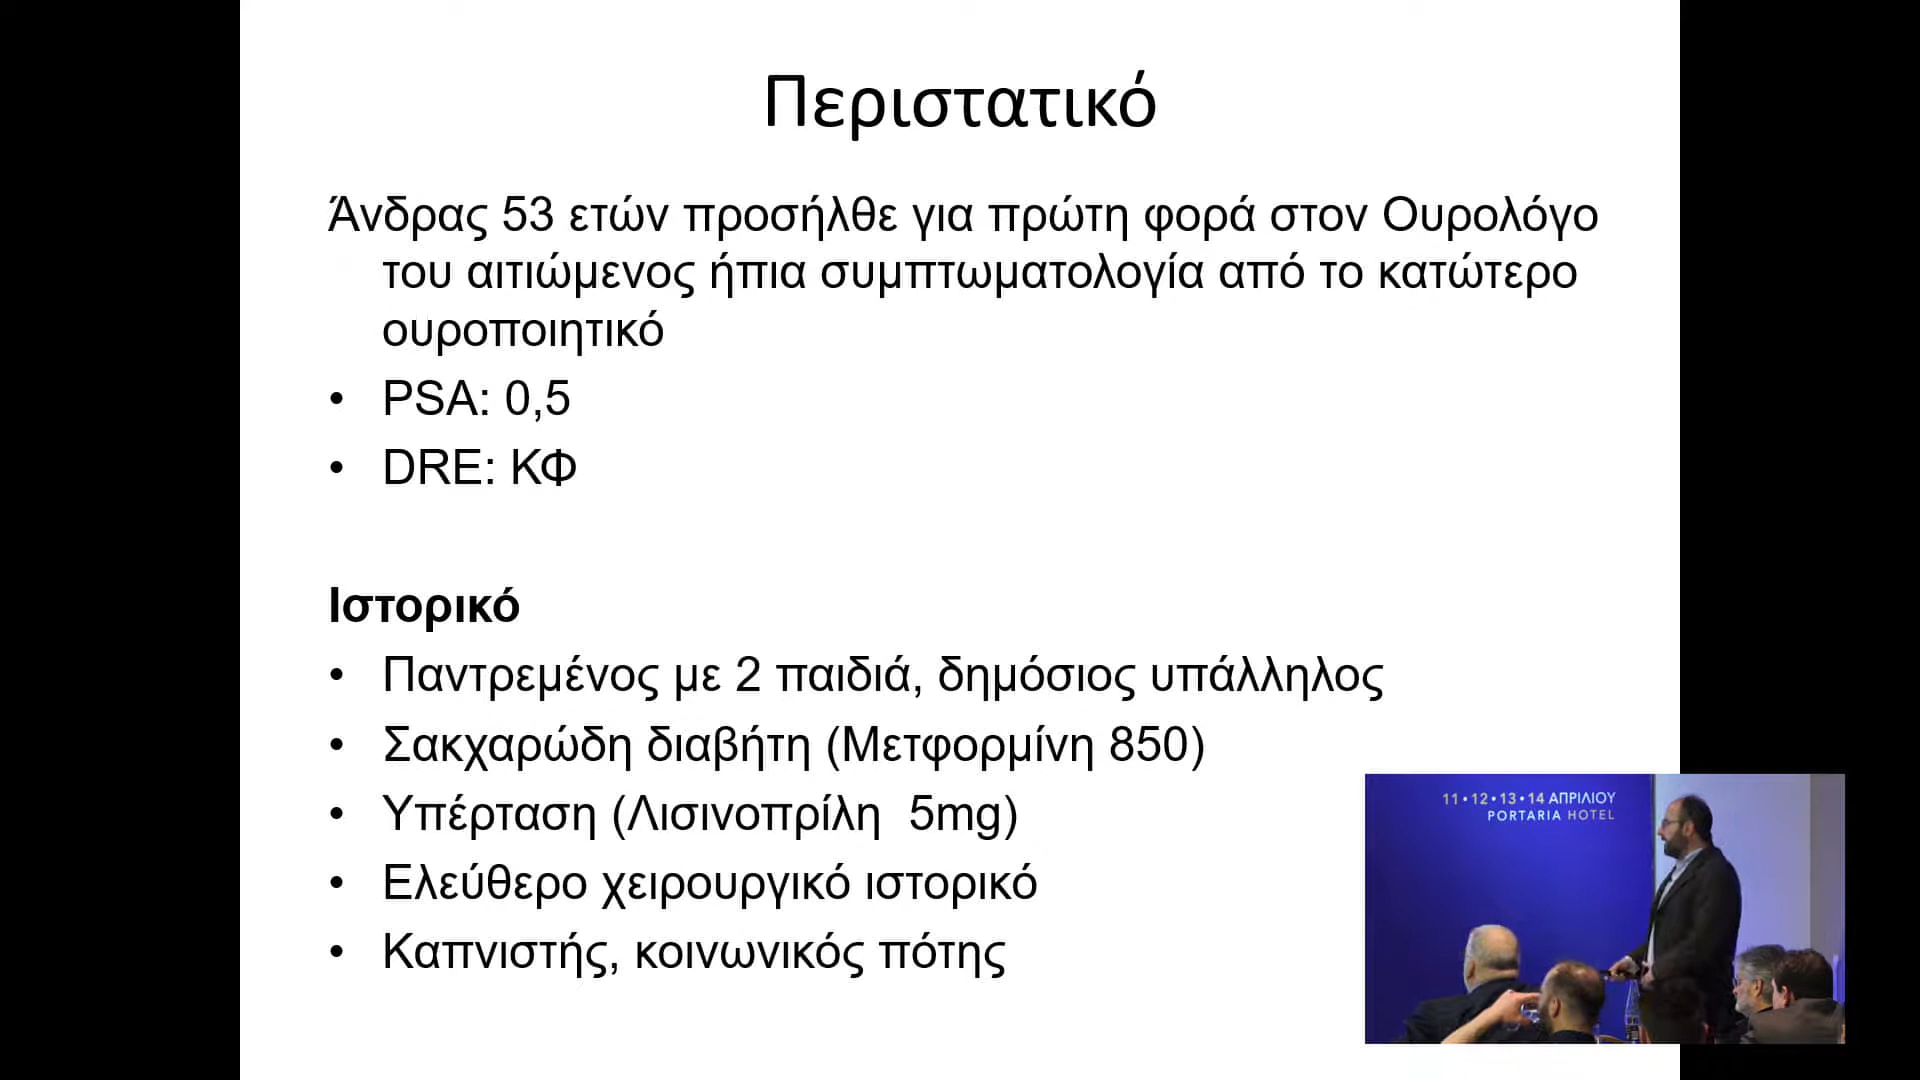 Περιστατικό
Άνδρας 53 ετών προσήλθε για πρώτη φορά στον Ουρολόγο
του αιτιώμενος ήπια συμπτωματολογία από το κατώτερο
ουροποιητικό
• PSA: 0,5
• DRE: ΚΦ
Ιστορικό
• Παντρεμένος με 2 παιδιά, δημόσιος υπάλληλος
• Σακχαρώδη διαβήτη (Μετφορμίνη 850)
• Υπέρταση (Λισινοπρίλη  5mg)
• Ελεύθερο χειρουργικό ιστορικό
• Καπνιστής, κοινωνικός πότης
11•12•13•14 ΑΠΡΙΛΙΟΥ
PORTARIA HOTEL